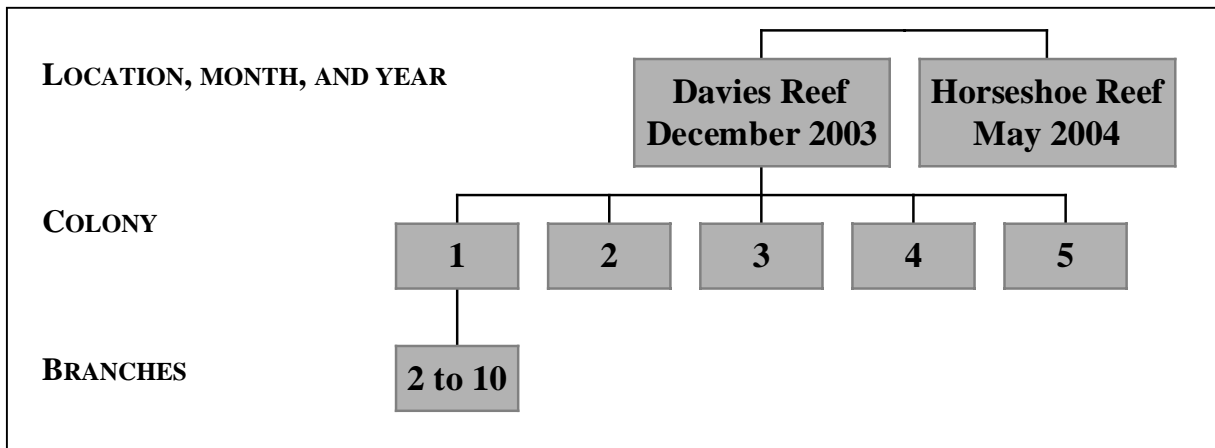 LOCATION, MONTH, AND YEAR
Davies Reef
December 2003
Horseshoe Reef
May 2004
COLONY
1 2 3 4 5
BRANCHES
2 to 10